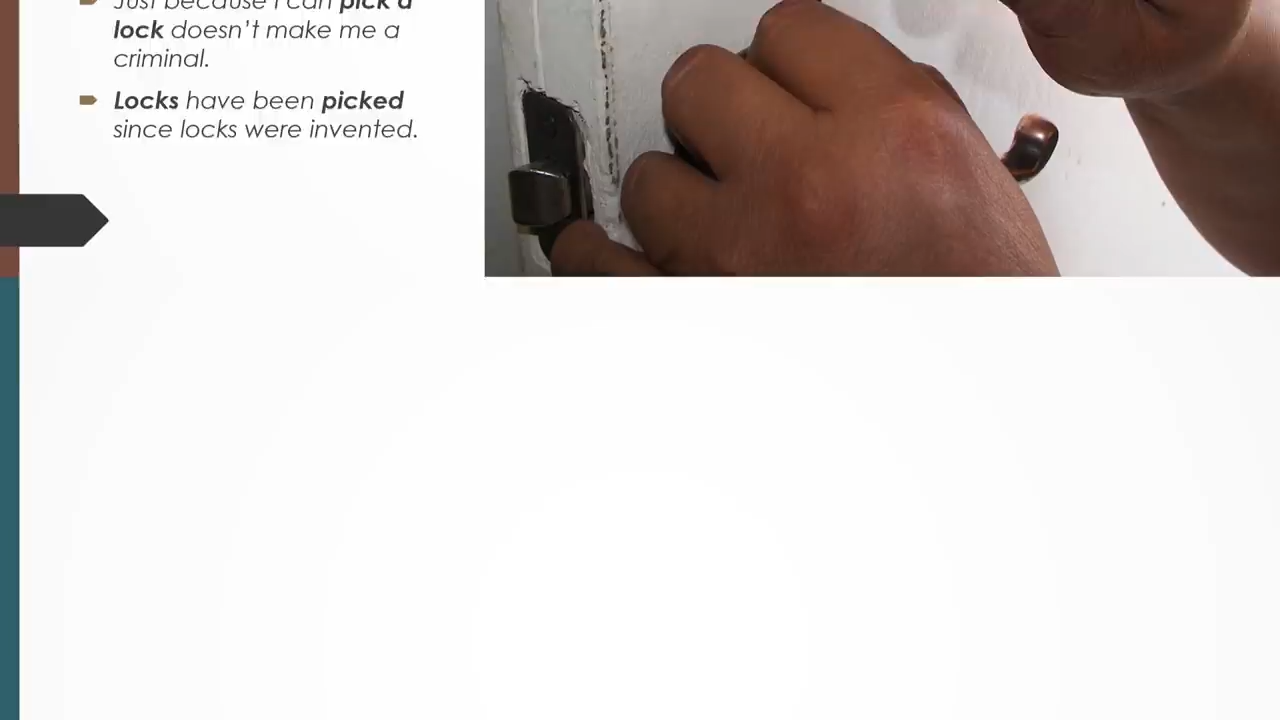 Just because I can pick a
lock doesn’t make me a
criminal.
Locks have been picked
since locks were invented.